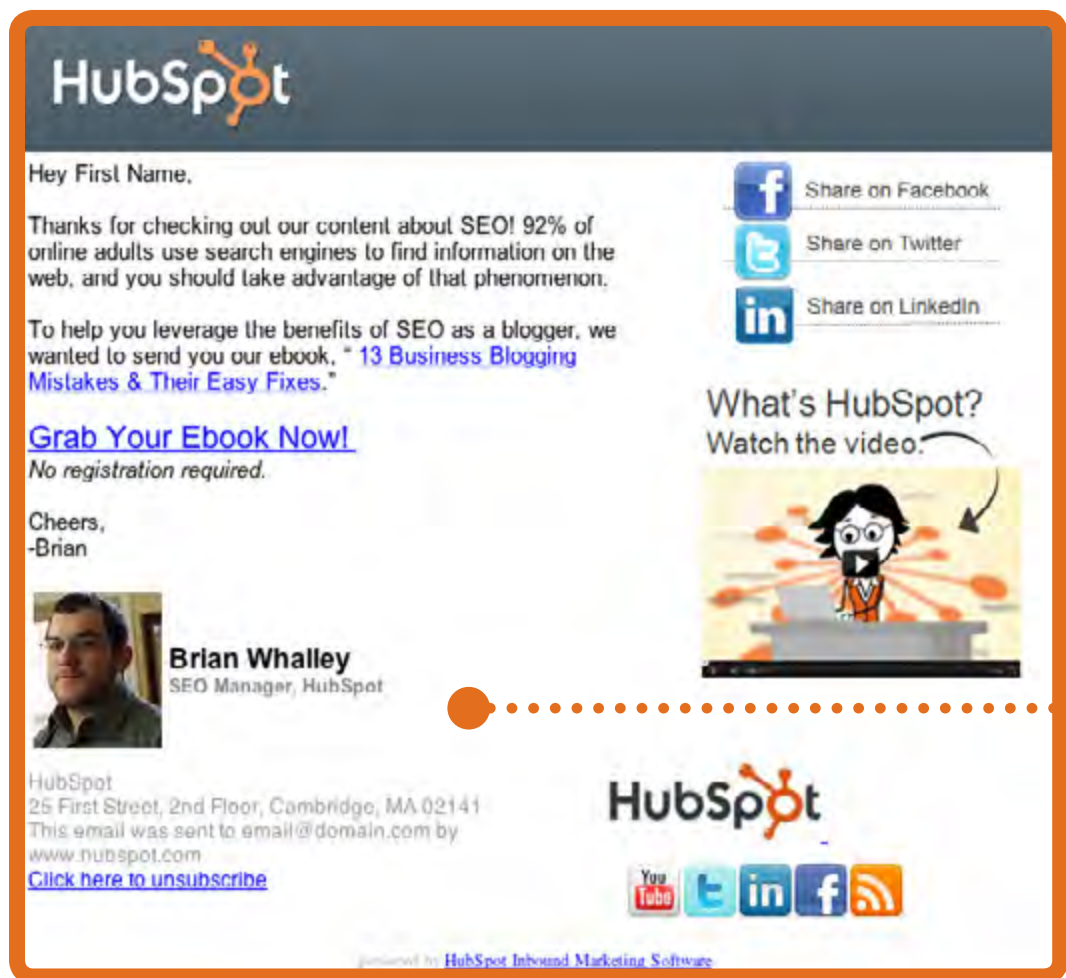 HubSpot
Hey First Name,
Thanks for checking out our content about SEO! 92% of
online adults use search engines to find information on the
web, and you should take advantage of that phenomenon.
To help you leverage the benefits of SEO as a blogger, we
wanted to send you our ebook, “ 13 Business Blogging
Mistakes & Their Easy Fixes.”
Grab Your Ebook Now!
No registration required.
Cheers,
-Brian
Brian Whalley
SEO Manager, HubSpot
HubSpot
25 First Street, 2nd Floor, Cambridge, MA 02141
This email was sent to email@domain.com by
www.hubspot.com
Click here to unsubscribe
Share on Facebook
Share on Twitter
Share on LinkedIn
What's HubSpot?
Watch the video.
HubSpot
You
Tube
in
f
powered by HubSpot Inbound Marketing Software